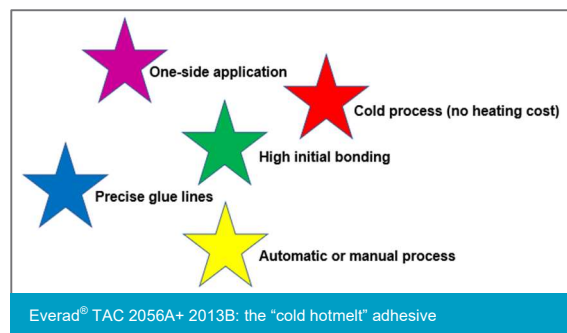 One-side application
Cold process (no heating cost)
High initial bonding
Precise glue lines
Automatic or manual process
Everad® TAC 2056A+ 2013B: the “cold hotmelt” adhesive